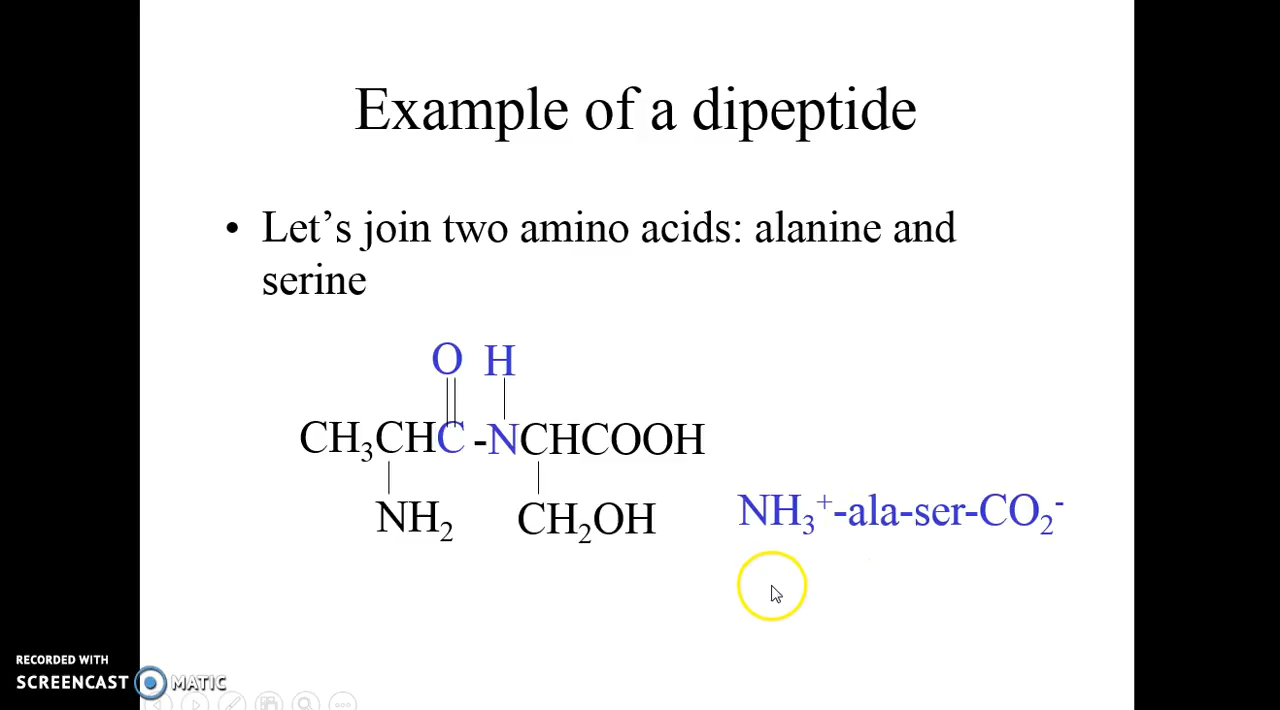 Example of a dipeptide
• Let’s join two amino acids: alanine and
serine
O H
CH₃CHC -NCHCOOH
NH₂ CH₂OH
NH₃⁺-ala-ser-CO₂⁻
RECORDED WITH
SCREENCAST MATIC